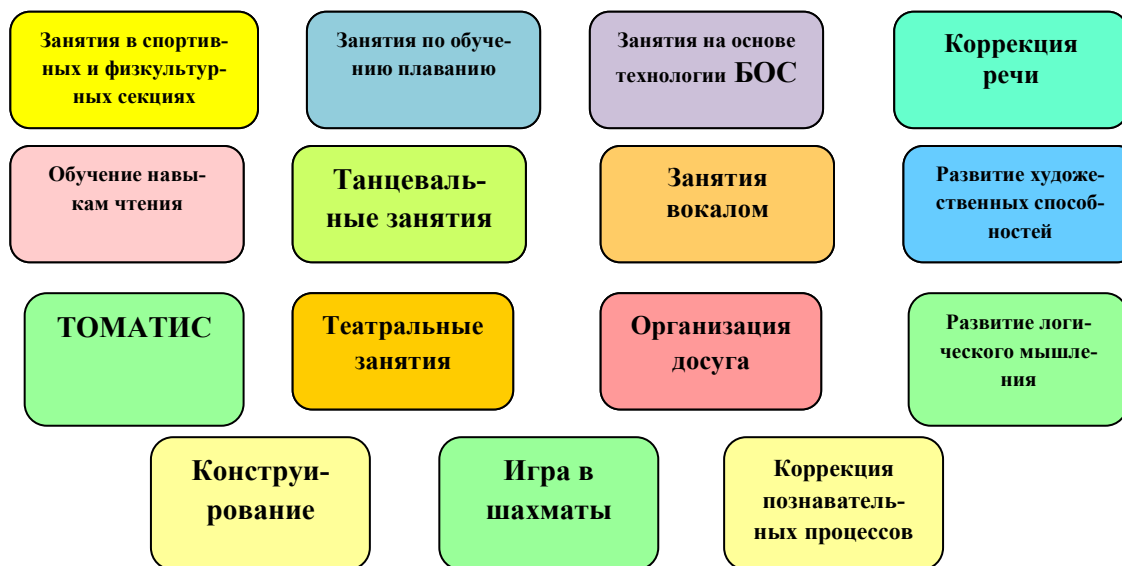 Занятия в спортив-
ных и физкультур-
ных секциях
Занятия по обуче-
нию плаванию
Занятия на основе
технологии БОС
Коррекция
речи
Обучение навы-
кам чтения
Танцеваль-
ные занятия
Занятия
вокалом
Развитие художе-
ственных способ-
ностей
ТОМАТИС
Театральные
занятия
Организация
досуга
Развитие логи-
ческого мышле-
ния
Конструи-
рование
Игра в
шахматы
Коррекция
познаватель-
ных процессов